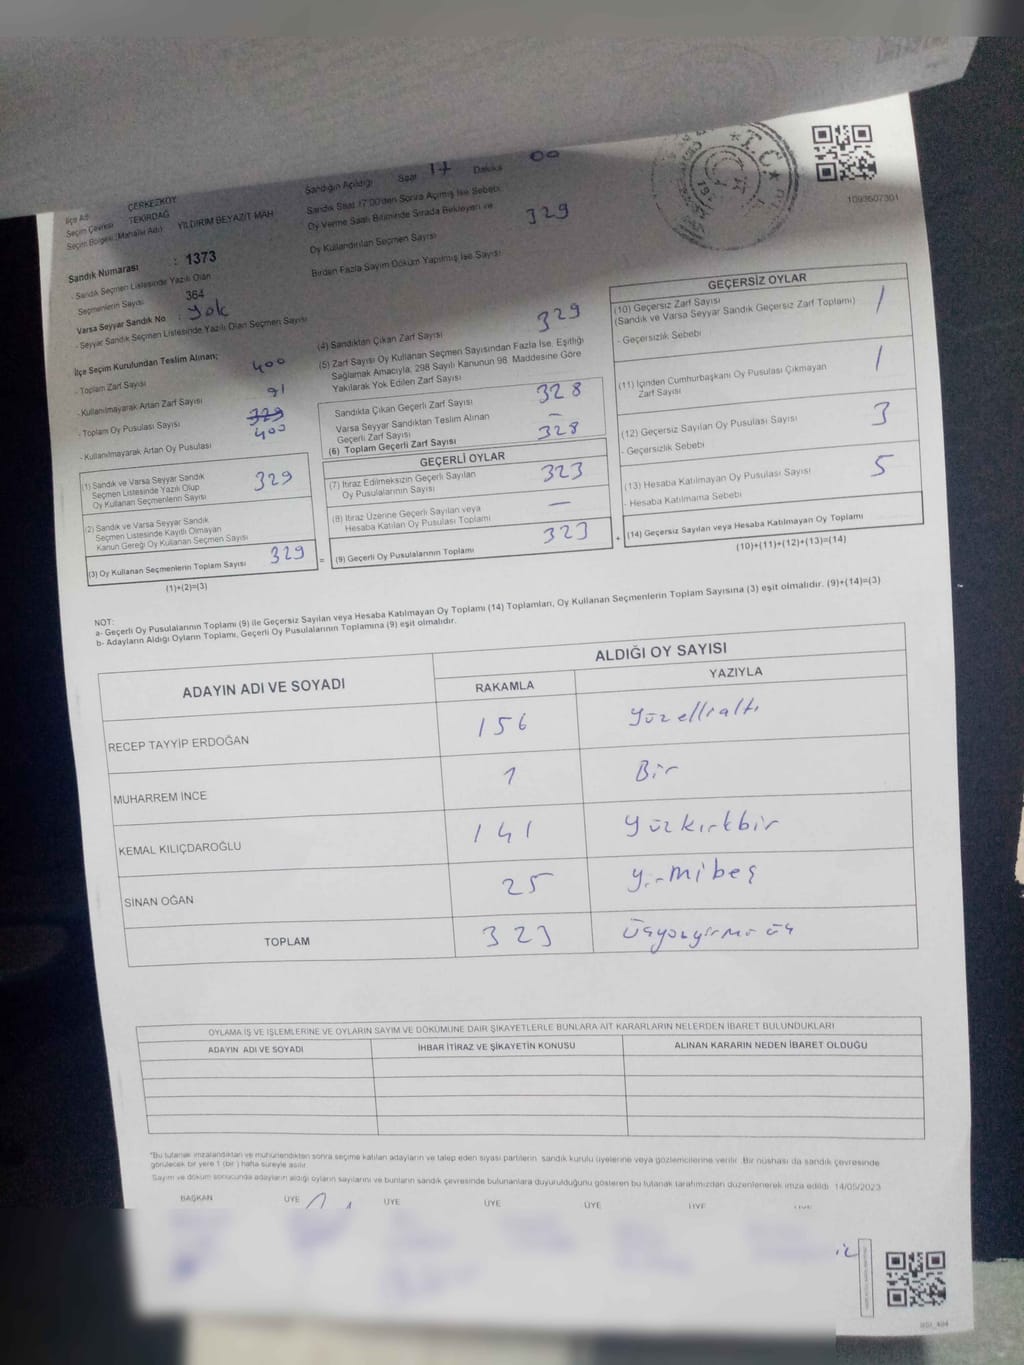 İlçe Adı ÇERKEZKÖY
Seçim Çevresi TEKİRDAĞ
Seçim Bölgesi (Mahalle Adı) YILDIRIM BEYAZIT MAH
Sandık Numarası : 1373
- Sandık Seçmen Listesinde Yazılı Olan
Seçmenlerin Sayısı 364
Varsa Seyyar Sandık No : yok
- Seyyar Sandık Seçmen Listesinde Yazılı Olan Seçmen Sayısı
İlçe Seçim Kurulundan Teslim Alınan;
- Toplam Zarf Sayısı 400
- Kullanılmayarak Artan Zarf Sayısı 91
- Toplam Oy Pusulası Sayısı 329 400
- Kullanılmayarak Artan Oy Pusulası
Sandığın Açıldığı Saat 17 Dakika 00
Sandık Saat 17:00'den Sonra Açılmış İse Sebebi
Oy Verme Saati Bitiminde Sırada Bekleyen ve
Oy Kullandırılan Seçmen Sayısı 329
Birden Fazla Sayım Döküm Yapılmış İse Sayısı
T.C.
1093607301
(1) Sandık ve Varsa Seyyar Sandık
Seçmen Listesinde Yazılı Olup
Oy Kullanan Seçmenlerin Sayısı 329
(2) Sandık ve Varsa Seyyar Sandık
Seçmen Listesinde Kayıtlı Olmayan
Kanun Gereği Oy Kullanan Seçmen Sayısı
(3) Oy Kullanan Seçmenlerin Toplam Sayısı 329
(1)+(2)=(3)
=
(4) Sandıktan Çıkan Zarf Sayısı 329
(5) Zarf Sayısı Oy Kullanan Seçmen Sayısından Fazla İse, Eşitliği
Sağlamak Amacıyla, 298 Sayılı Kanunun 98. Maddesine Göre
Yakılarak Yok Edilen Zarf Sayısı
Sandıkta Çıkan Geçerli Zarf Sayısı 328
Varsa Seyyar Sandıktan Teslim Alınan
Geçerli Zarf Sayısı —
(6) Toplam Geçerli Zarf Sayısı 328
GEÇERLİ OYLAR
(7) İtiraz Edilmeksizin Geçerli Sayılan
Oy Pusulalarının Sayısı 323
(8) İtiraz Üzerine Geçerli Sayılan veya
Hesaba Katılan Oy Pusulası Toplamı —
(9) Geçerli Oy Pusulalarının Toplamı 323
+
GEÇERSİZ OYLAR
(10) Geçersiz Zarf Sayısı
(Sandık ve Varsa Seyyar Sandık Geçersiz Zarf Toplamı) 1
- Geçersizlik Sebebi
(11) İçinden Cumhurbaşkanı Oy Pusulası Çıkmayan
Zarf Sayısı 1
(12) Geçersiz Sayılan Oy Pusulası Sayısı 3
- Geçersizlik Sebebi
(13) Hesaba Katılmayan Oy Pusulası Sayısı 5
- Hesaba Katılmama Sebebi
(14) Geçersiz Sayılan veya Hesaba Katılmayan Oy Toplamı
(10)+(11)+(12)+(13)=(14)
NOT:
a- Geçerli Oy Pusulalarının Toplamı (9) ile Geçersiz Sayılan veya Hesaba Katılmayan Oy Toplamı (14) Toplamları, Oy Kullanan Seçmenlerin Toplam Sayısına (3) eşit olmalıdır. (9)+(14)=(3)
b- Adayların Aldığı Oyların Toplamı, Geçerli Oy Pusulalarının Toplamına (9) eşit olmalıdır.
ADAYIN ADI VE SOYADI
ALDIĞI OY SAYISI
RAKAMLA YAZIYLA
RECEP TAYYİP ERDOĞAN 156 yüzellialtı
MUHARREM İNCE 1 Bir
KEMAL KILIÇDAROĞLU 141 yüzkırkbir
SİNAN OĞAN 25 yirmibeş
TOPLAM 323 üçyüzyirmiüç
OYLAMA İŞ VE İŞLEMLERİNE VE OYLARIN SAYIM VE DÖKÜMÜNE DAİR ŞİKAYETLERLE BUNLARA AİT KARARLARIN NELERDEN İBARET BULUNDUKLARI
ADAYIN ADI VE SOYADI İHBAR İTİRAZ VE ŞİKAYETİN KONUSU ALINAN KARARIN NEDEN İBARET OLDUĞU
*Bu tutanak imzalandıktan ve mühürlendikten sonra seçime katılan adayların ve talep eden siyasi partilerin sandık kurulu üyelerine veya gözlemcilerine verilir. Bir nüshası da sandık çevresinde
görülecek bir yere 1 (bir) hafta süreyle asılır.
Sayım ve döküm sonucunda adayların aldığı oyların sayılarını ve bunların sandık çevresinde bulunanlara duyurulduğunu gösteren bu tutanak tarafımızdan düzenlenerek imza edildi. 14/05/2023
BAŞKAN ÜYE ÜYE ÜYE ÜYE ÜYE ÜYE